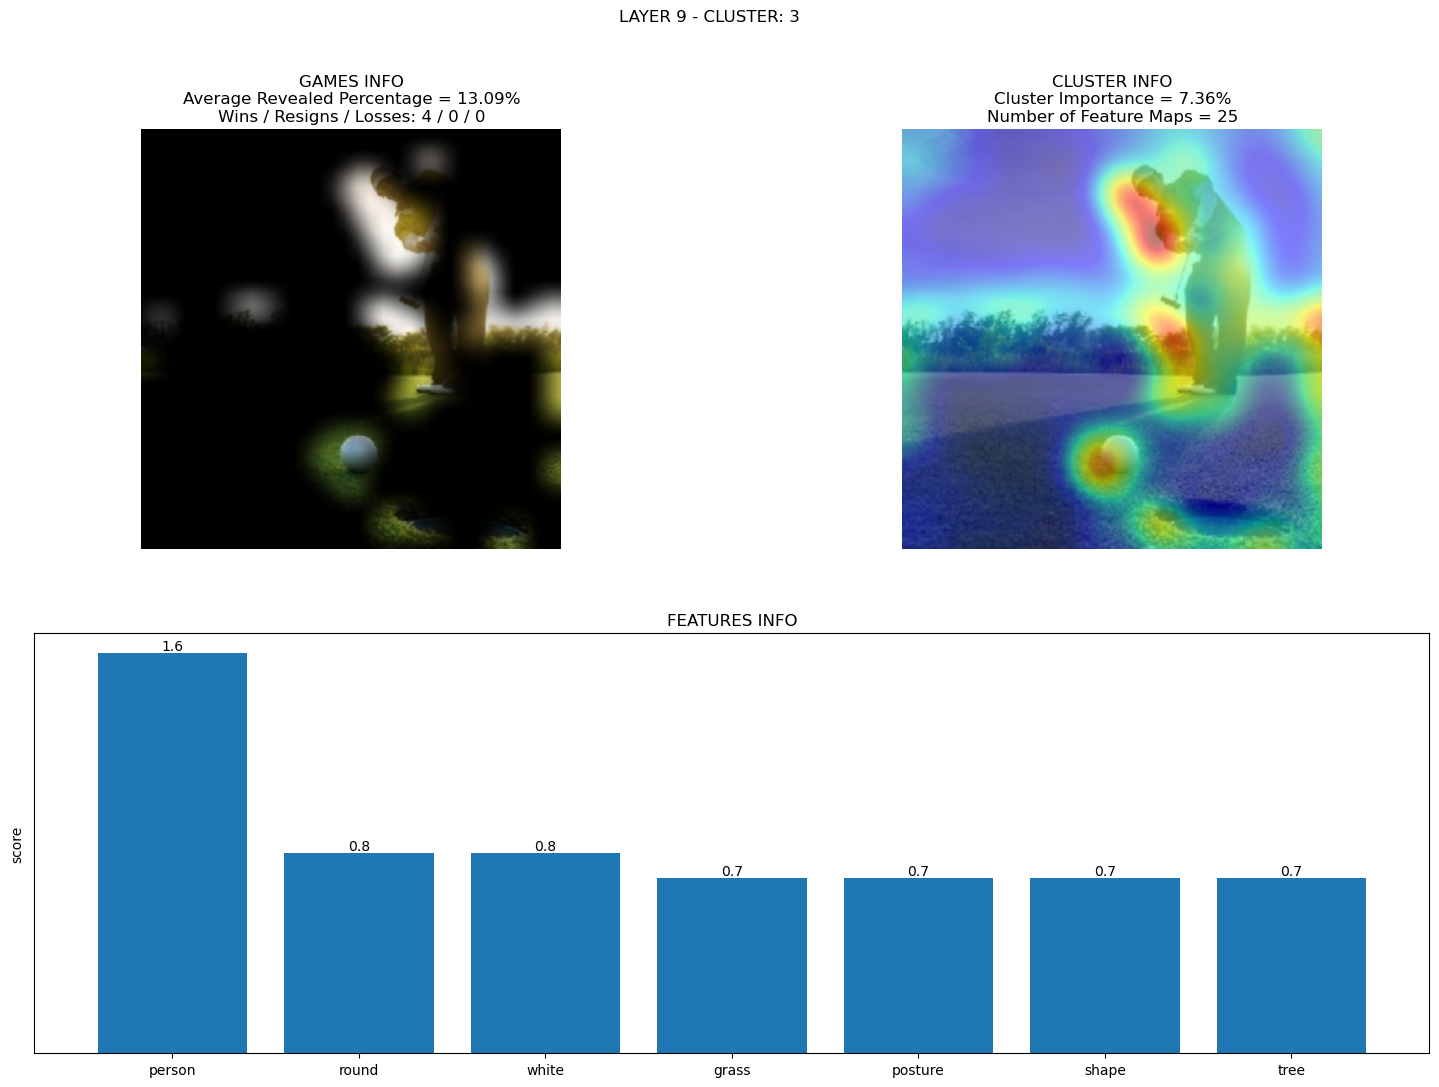 LAYER 9 - CLUSTER: 3
GAMES INFO
Average Revealed Percentage = 13.09%
Wins / Resigns / Losses: 4 / 0 / 0
CLUSTER INFO
Cluster Importance = 7.36%
Number of Feature Maps = 25
FEATURES INFO
score
1.6
0.8
0.8
0.7
0.7
0.7
0.7
person
round
white
grass
posture
shape
tree